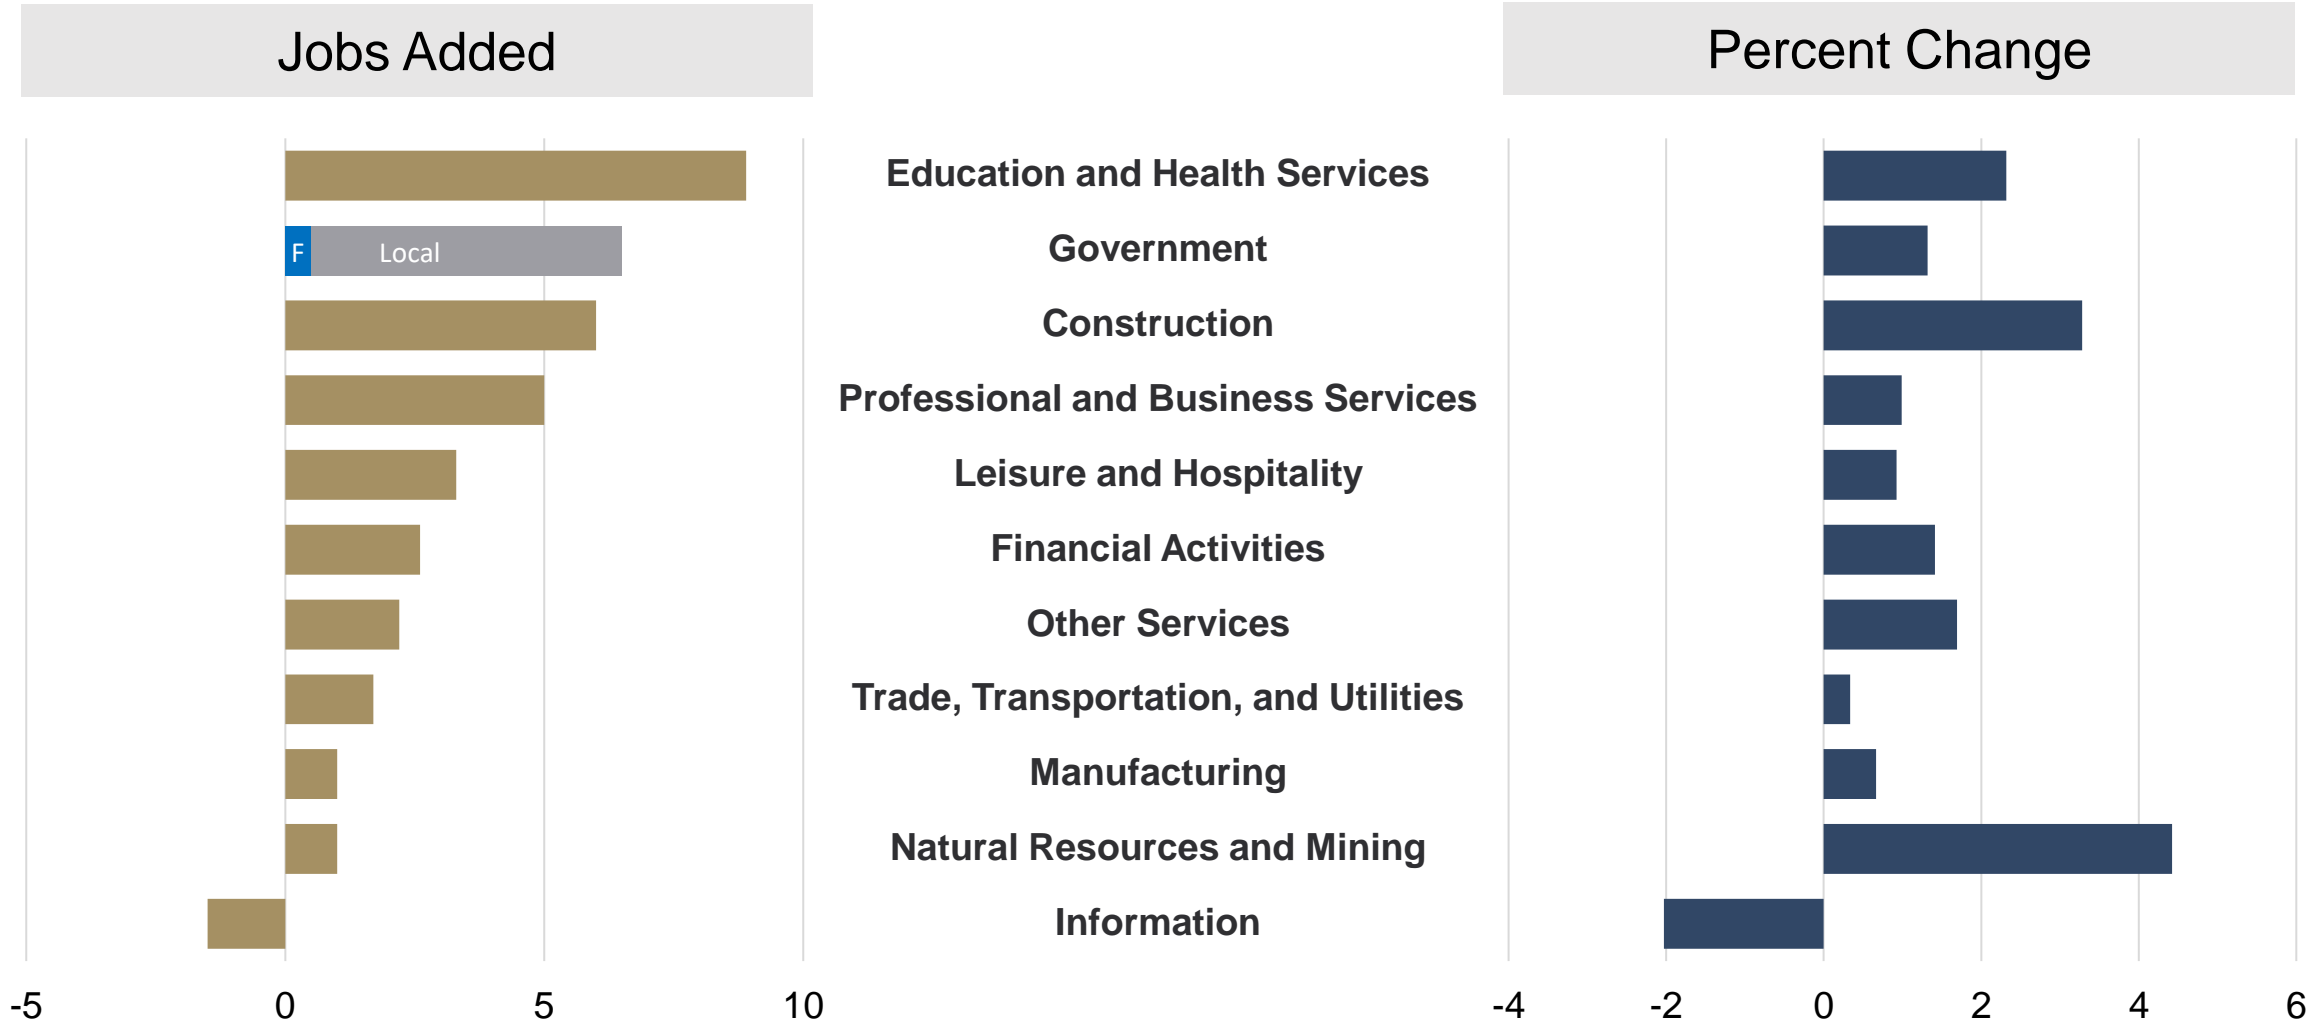 Jobs Added
Percent Change
Education and Health Services
F Local
Government
Construction
Professional and Business Services
Leisure and Hospitality
Financial Activities
Other Services
Trade, Transportation, and Utilities
Manufacturing
Natural Resources and Mining
Information
-5 0 5 10
-4 -2 0 2 4 6